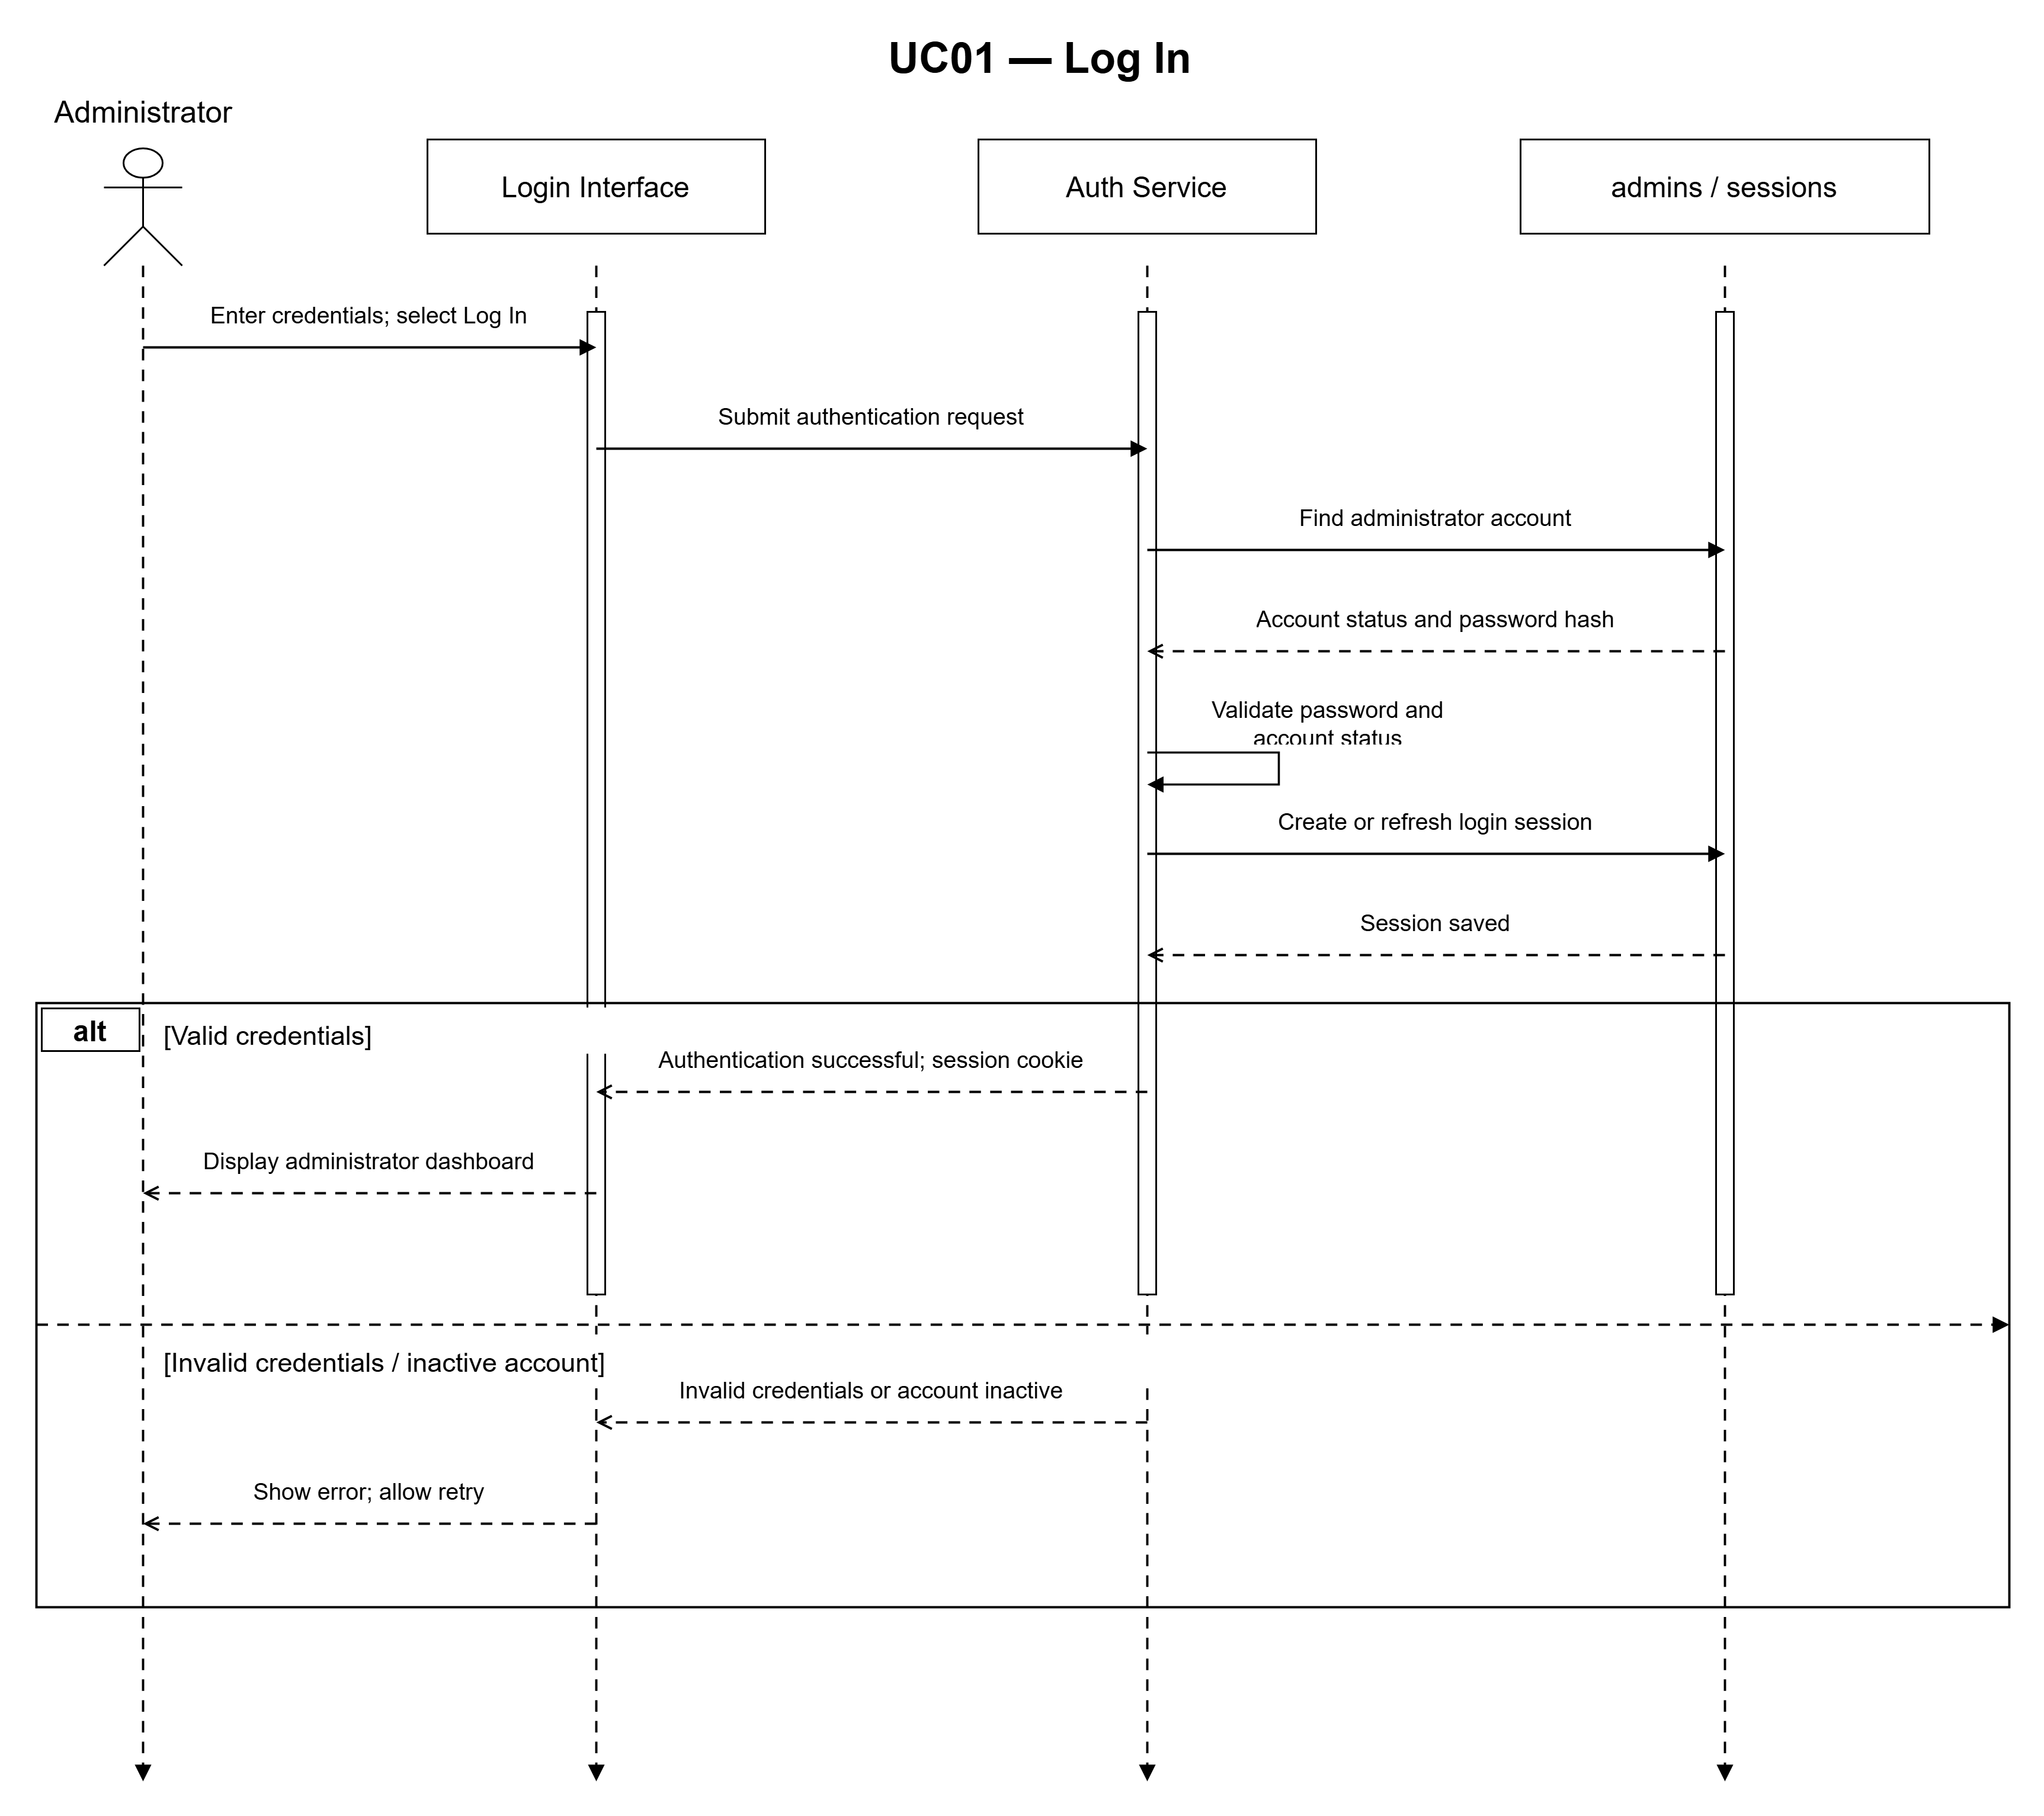 UC01 — Log In
Administrator
Login Interface
Auth Service
admins / sessions
Enter credentials; select Log In
Submit authentication request
Find administrator account
Account status and password hash
Validate password and
account status
Create or refresh login session
Session saved
alt
[Valid credentials]
Authentication successful; session cookie
Display administrator dashboard
[Invalid credentials / inactive account]
Invalid credentials or account inactive
Show error; allow retry